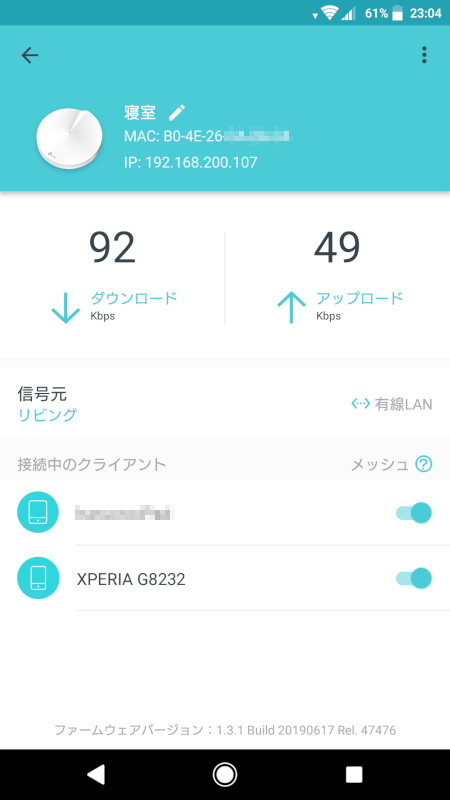 61% 23:04
寝室
MAC: B0-4E-26-
IP: 192.168.200.107
92
49
ダウンロード
Kbps
アップロード
Kbps
信号元
リビング
有線LAN
接続中のクライアント
メッシュ
XPERIA G8232
ファームウェアバージョン：1.3.1 Build 20190617 Rel. 47476